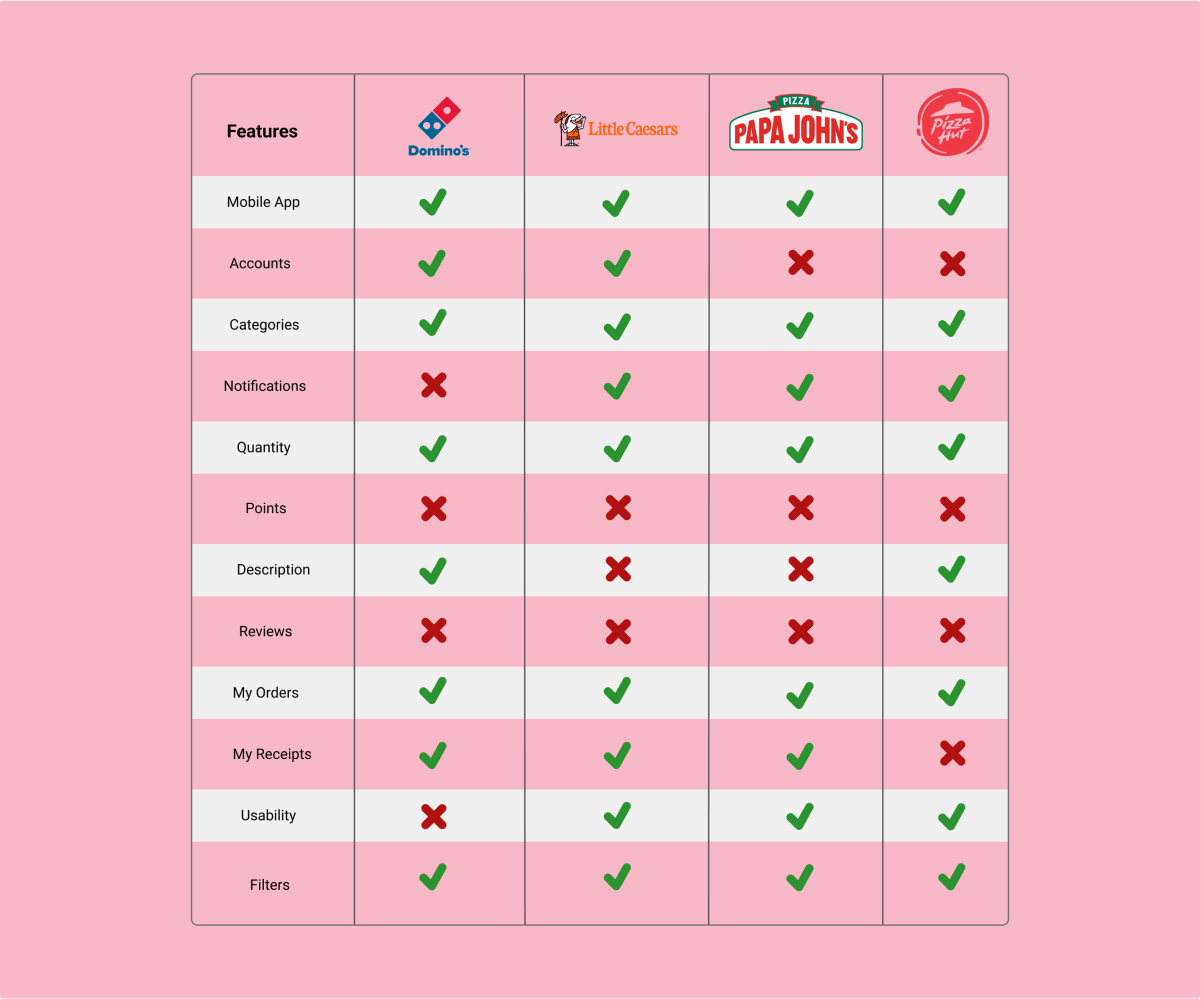 Features
Domino's
Little Caesars
PIZZA
PAPA JOHN'S
Pizza
Hut
Mobile App
Accounts
Categories
Notifications
Quantity
Points
Description
Reviews
My Orders
My Receipts
Usability
Filters